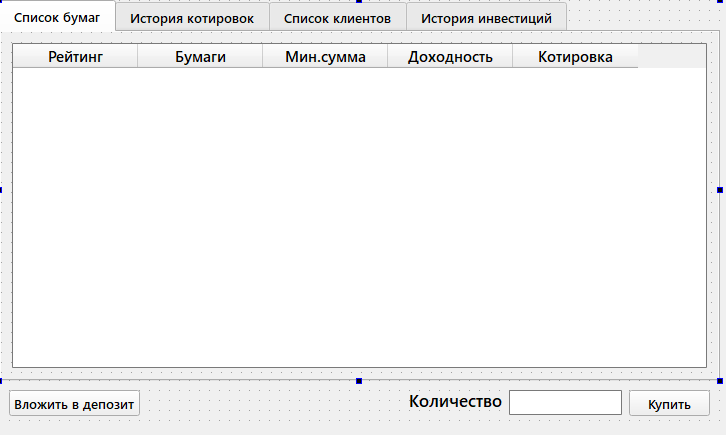 Список бумаг История котировок Список клиентов История инвестиций
Рейтинг Бумаги Мин.сумма Доходность Котировка
Вложить в депозит Количество Купить